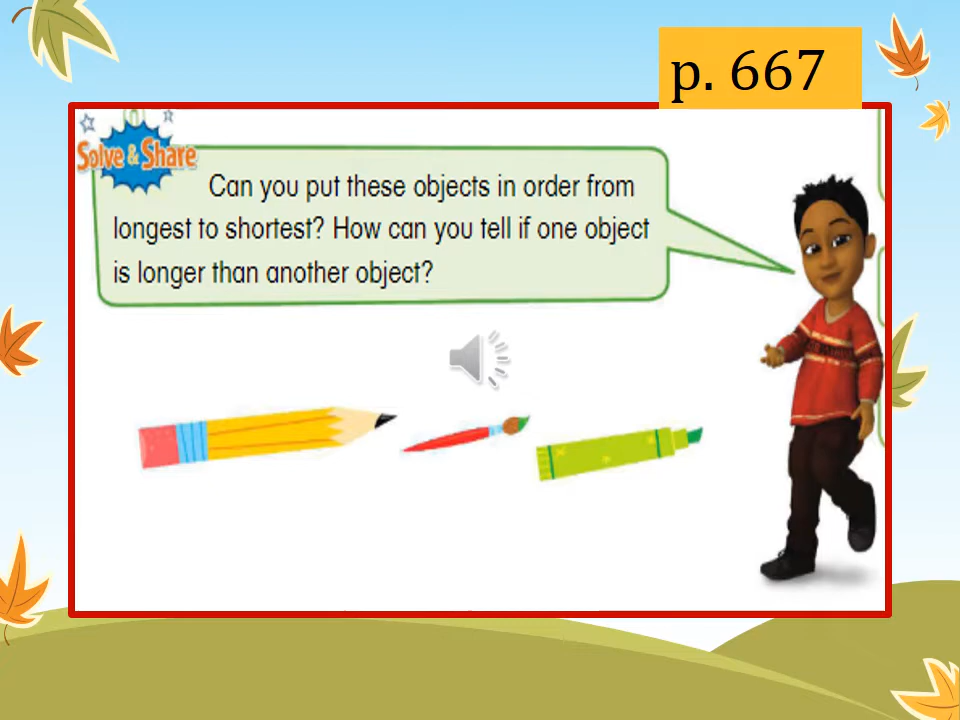 p. 667
Solve & Share
Can you put these objects in order from
longest to shortest? How can you tell if one object
is longer than another object?